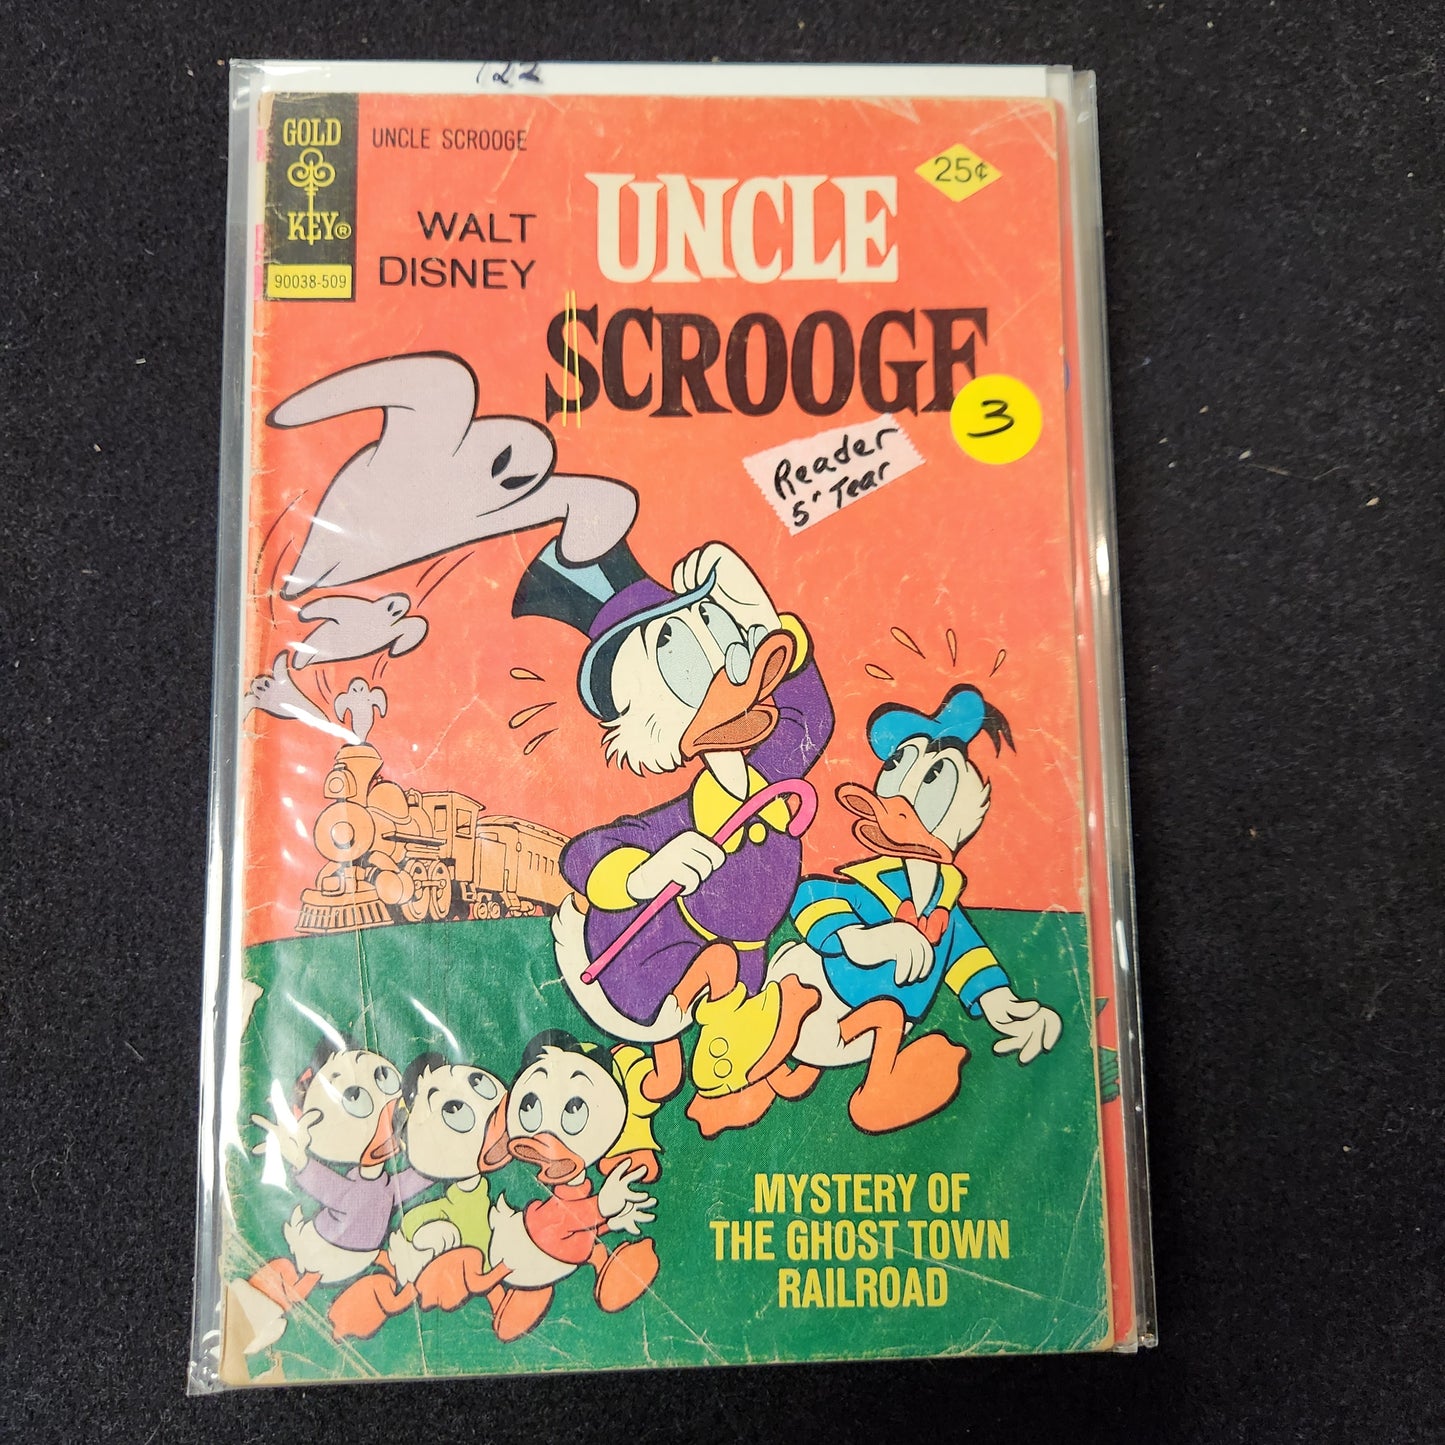 122
GOLD
KEY®
UNCLE SCROOGE
25¢
WALT
DISNEY
UNCLE
$CROOGE
90038-509
3
Reader
5" Tear
MYSTERY OF
THE GHOST TOWN
RAILROAD